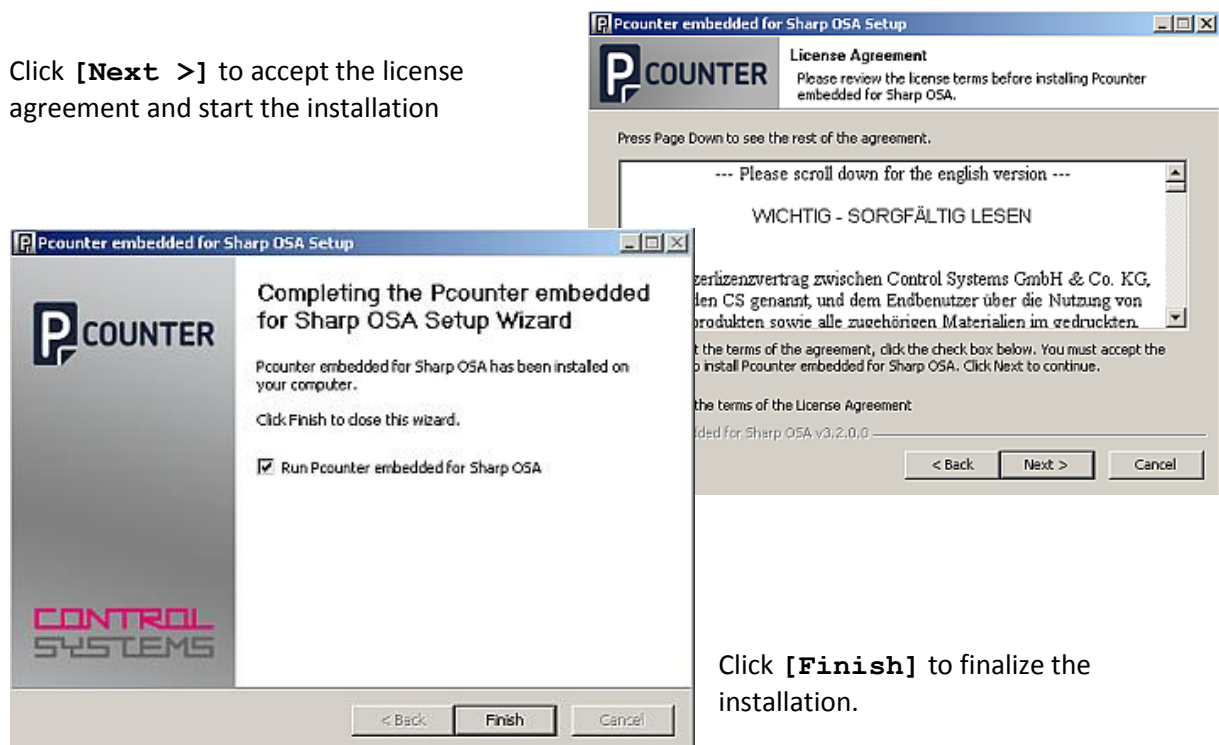 Click [Next >] to accept the license
agreement and start the installation
Pcounter embedded for Sharp OSA Setup
PCOUNTER
License Agreement
Please review the license terms before installing Pcounter
embedded for Sharp OSA.
Press Page Down to see the rest of the agreement.
--- Please scroll down for the english version ---
WICHTIG - SORGFÄLTIG LESEN
zwischen Control Systems GmbH & Co. KG,
CS genannt, und dem Endbenutzer über die Nutzung von
sowie alle zugehörigen Materialien im gedruckten,
the terms of the agreement, click the check box below. You must accept the
install Pcounter embedded for Sharp OSA. Click Next to continue.
the terms of the License Agreement
for Sharp OSA v3.2.0.0
< Back
Next >
Cancel
Pcounter embedded for Sharp OSA Setup
PCOUNTER
Completing the Pcounter embedded
for Sharp OSA Setup Wizard
Pcounter embedded for Sharp OSA has been installed on
your computer.
Click Finish to close this wizard.
Run Pcounter embedded for Sharp OSA
CONTROL
SYSTEMS
< Back
Finish
Cancel
Click [Finish] to finalize the
installation.